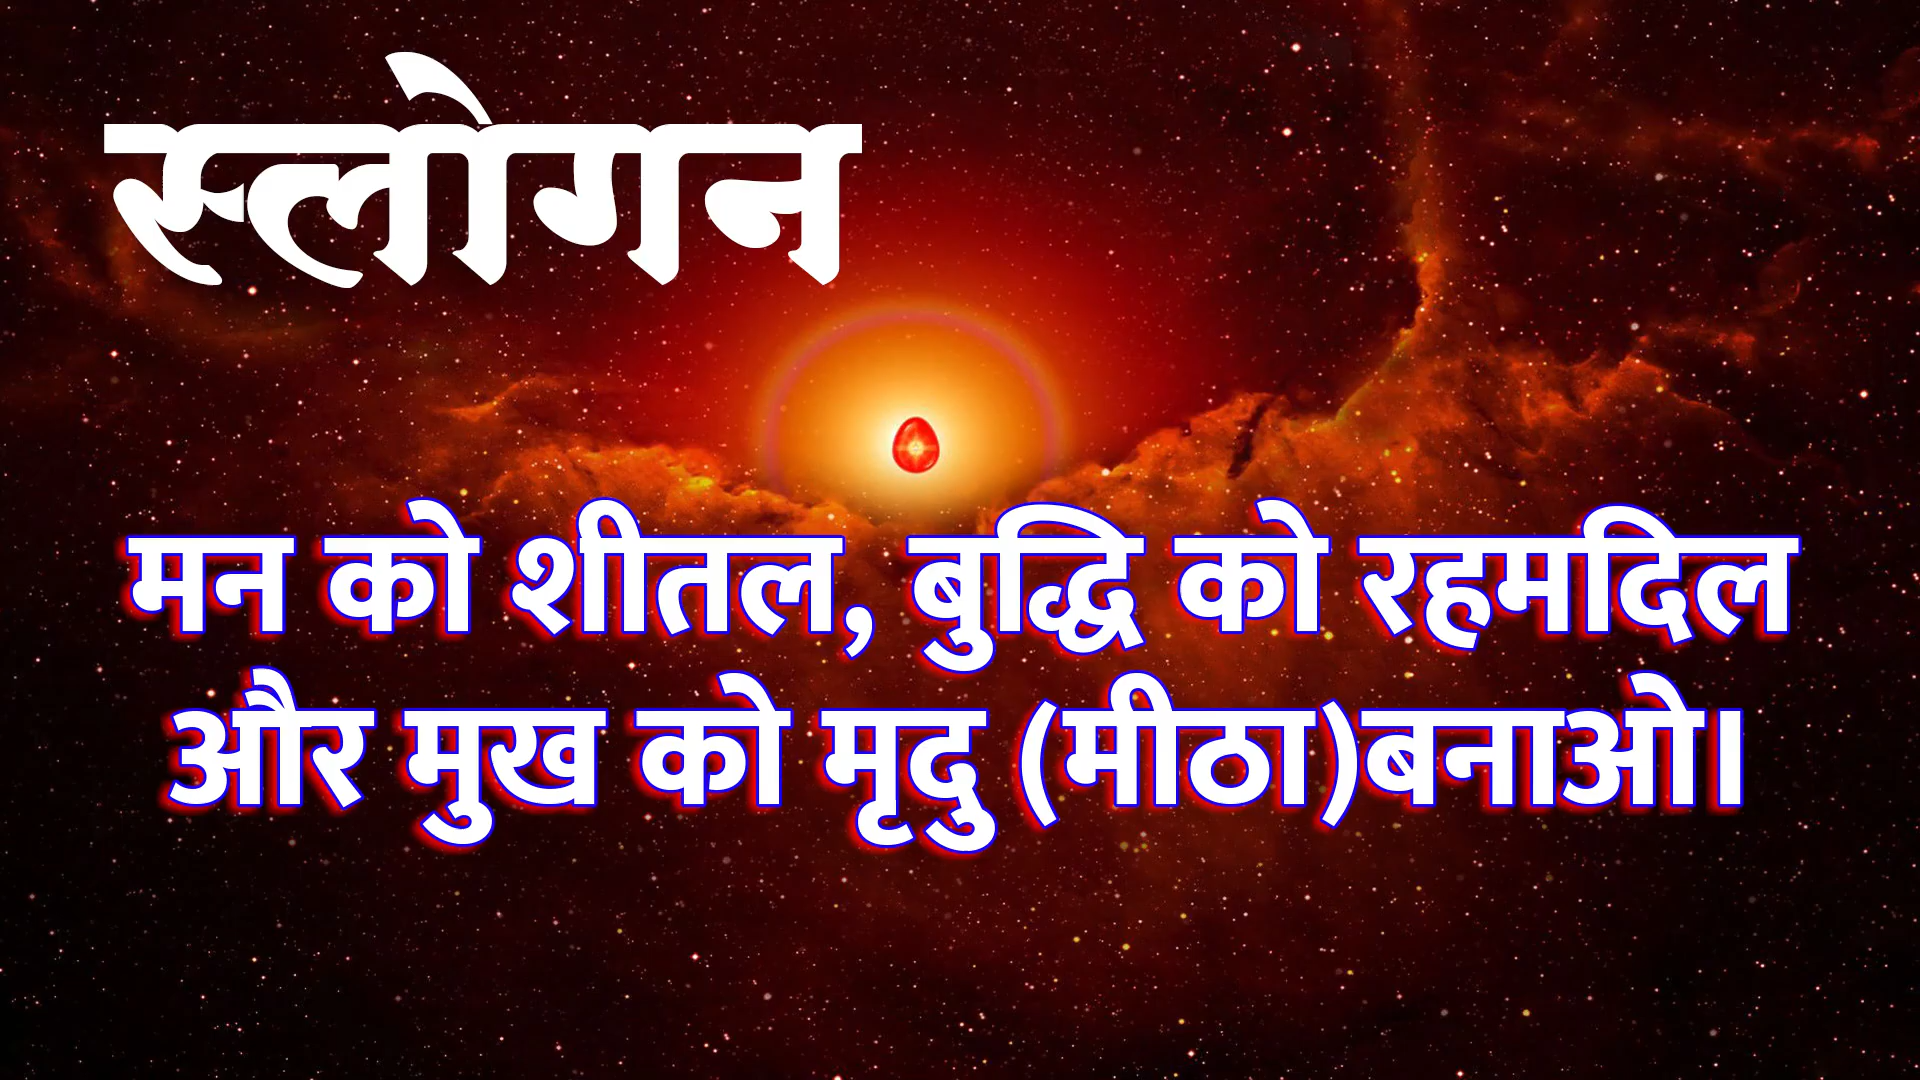 स्लोगन
मन को शीतल, बुद्धि को रहमदिल
और मुख को मृदु (मीठा)बनाओ।